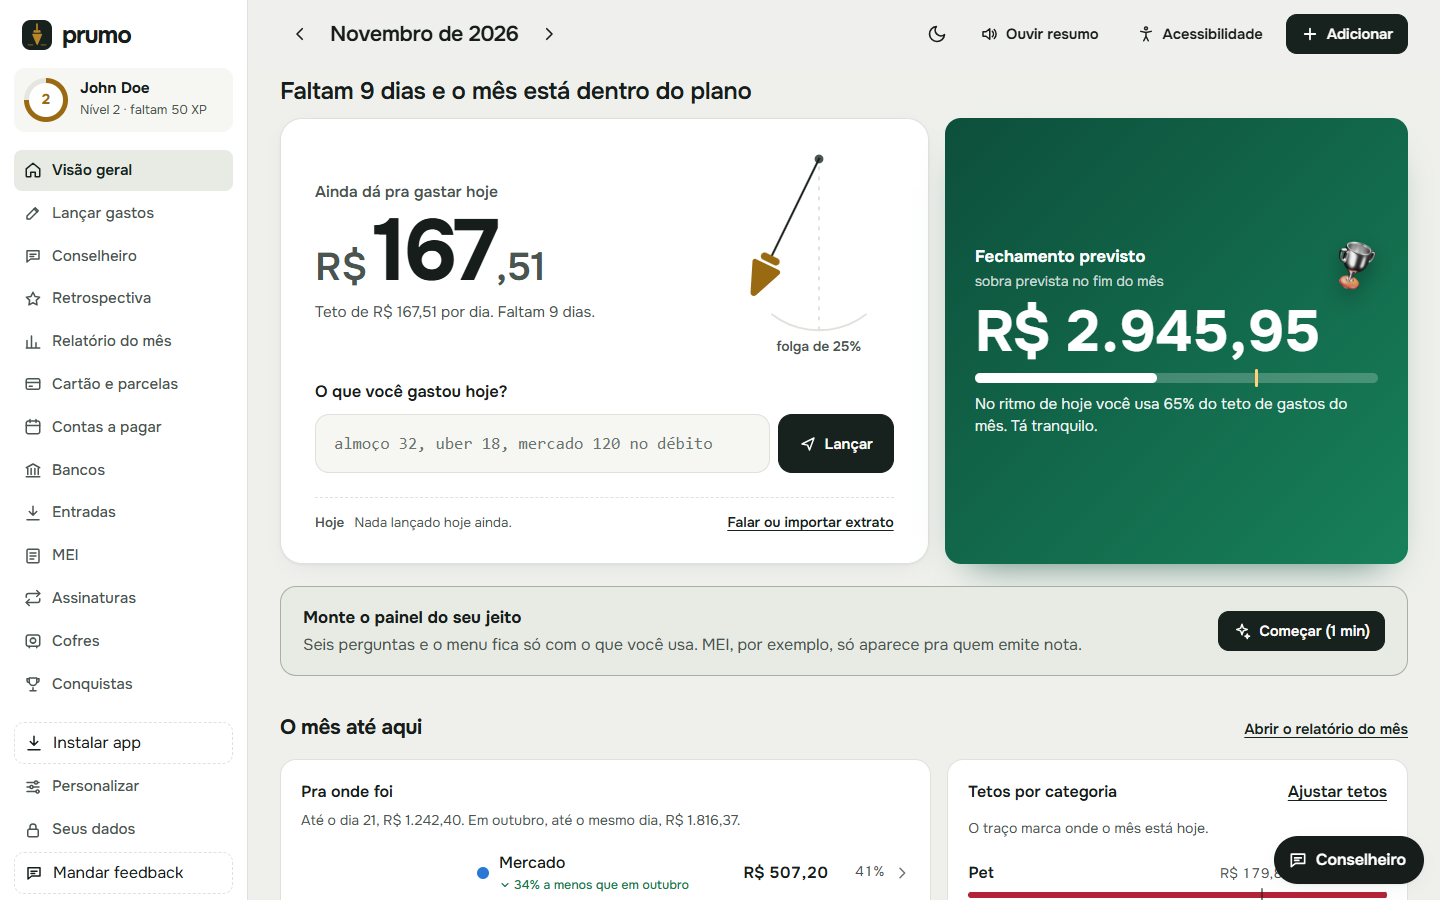 prumo
2
John Doe
Nível 2 · faltam 50 XP
Visão geral
Lançar gastos
Conselheiro
Retrospectiva
Relatório do mês
Cartão e parcelas
Contas a pagar
Bancos
Entradas
MEI
Assinaturas
Cofres
Conquistas
Instalar app
Personalizar
Seus dados
Mandar feedback
Novembro de 2026
Ouvir resumo
Acessibilidade
Adicionar
Faltam 9 dias e o mês está dentro do plano
Ainda dá pra gastar hoje
R$ 167,51
Teto de R$ 167,51 por dia. Faltam 9 dias.
folga de 25%
O que você gastou hoje?
almoço 32, uber 18, mercado 120 no débito
Lançar
Hoje Nada lançado hoje ainda.
Falar ou importar extrato
Fechamento previsto
sobra prevista no fim do mês
R$ 2.945,95
No ritmo de hoje você usa 65% do teto de gastos do
mês. Tá tranquilo.
Monte o painel do seu jeito
Seis perguntas e o menu fica só com o que você usa. MEI, por exemplo, só aparece pra quem emite nota.
Começar (1 min)
O mês até aqui
Abrir o relatório do mês
Pra onde foi
Até o dia 21, R$ 1.242,40. Em outubro, até o mesmo dia, R$ 1.816,37.
Mercado
34% a menos que em outubro
R$ 507,20
41%
Tetos por categoria
Ajustar tetos
O traço marca onde o mês está hoje.
Pet
R$ 179,8
Conselheiro